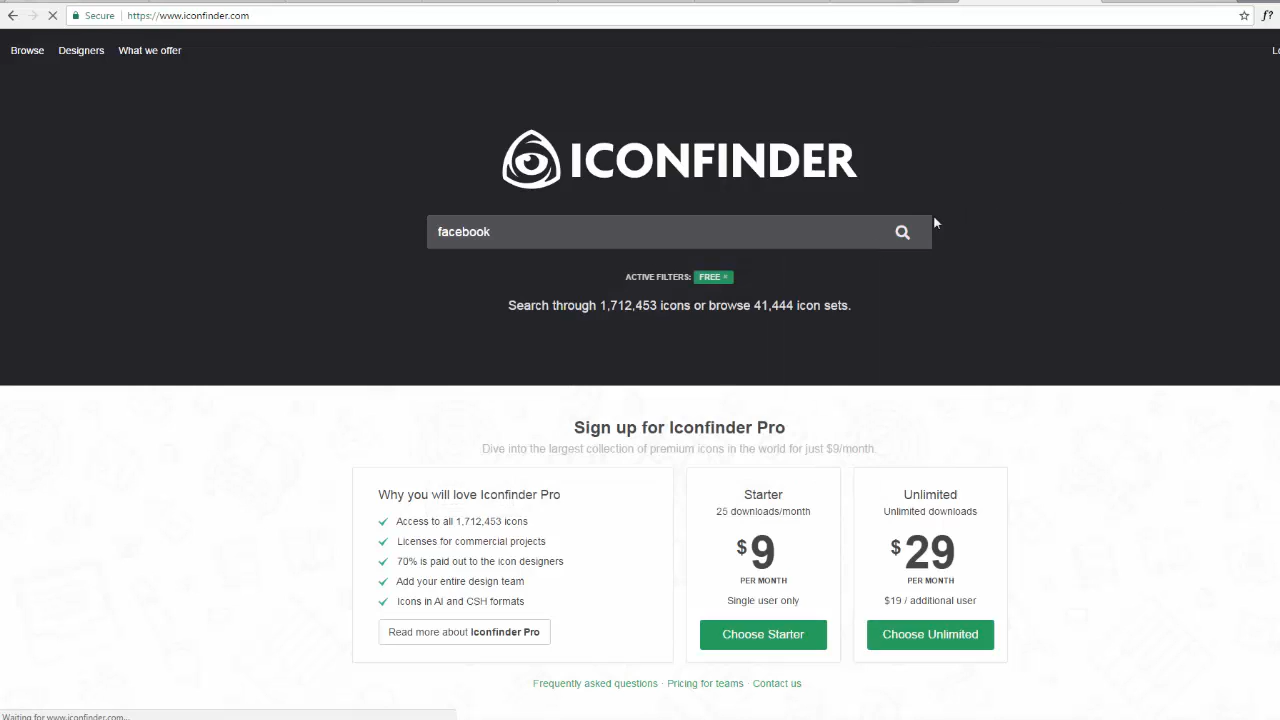 Secure https://www.iconfinder.com f?
Browse Designers What we offer
ICONFINDER
facebook
ACTIVE FILTERS: FREE ×
Search through 1,712,453 icons or browse 41,444 icon sets.
Sign up for Iconfinder Pro
Dive into the largest collection of premium icons in the world for just $9/month.
Why you will love Iconfinder Pro
Access to all 1,712,453 icons
Licenses for commercial projects
70% is paid out to the icon designers
Add your entire design team
Icons in AI and CSH formats
Read more about Iconfinder Pro
Starter
25 downloads/month
$9
PER MONTH
Single user only
Choose Starter
Unlimited
Unlimited downloads
$29
PER MONTH
$19 / additional user
Choose Unlimited
Frequently asked questions · Pricing for teams · Contact us
Waiting for www.iconfinder.com...